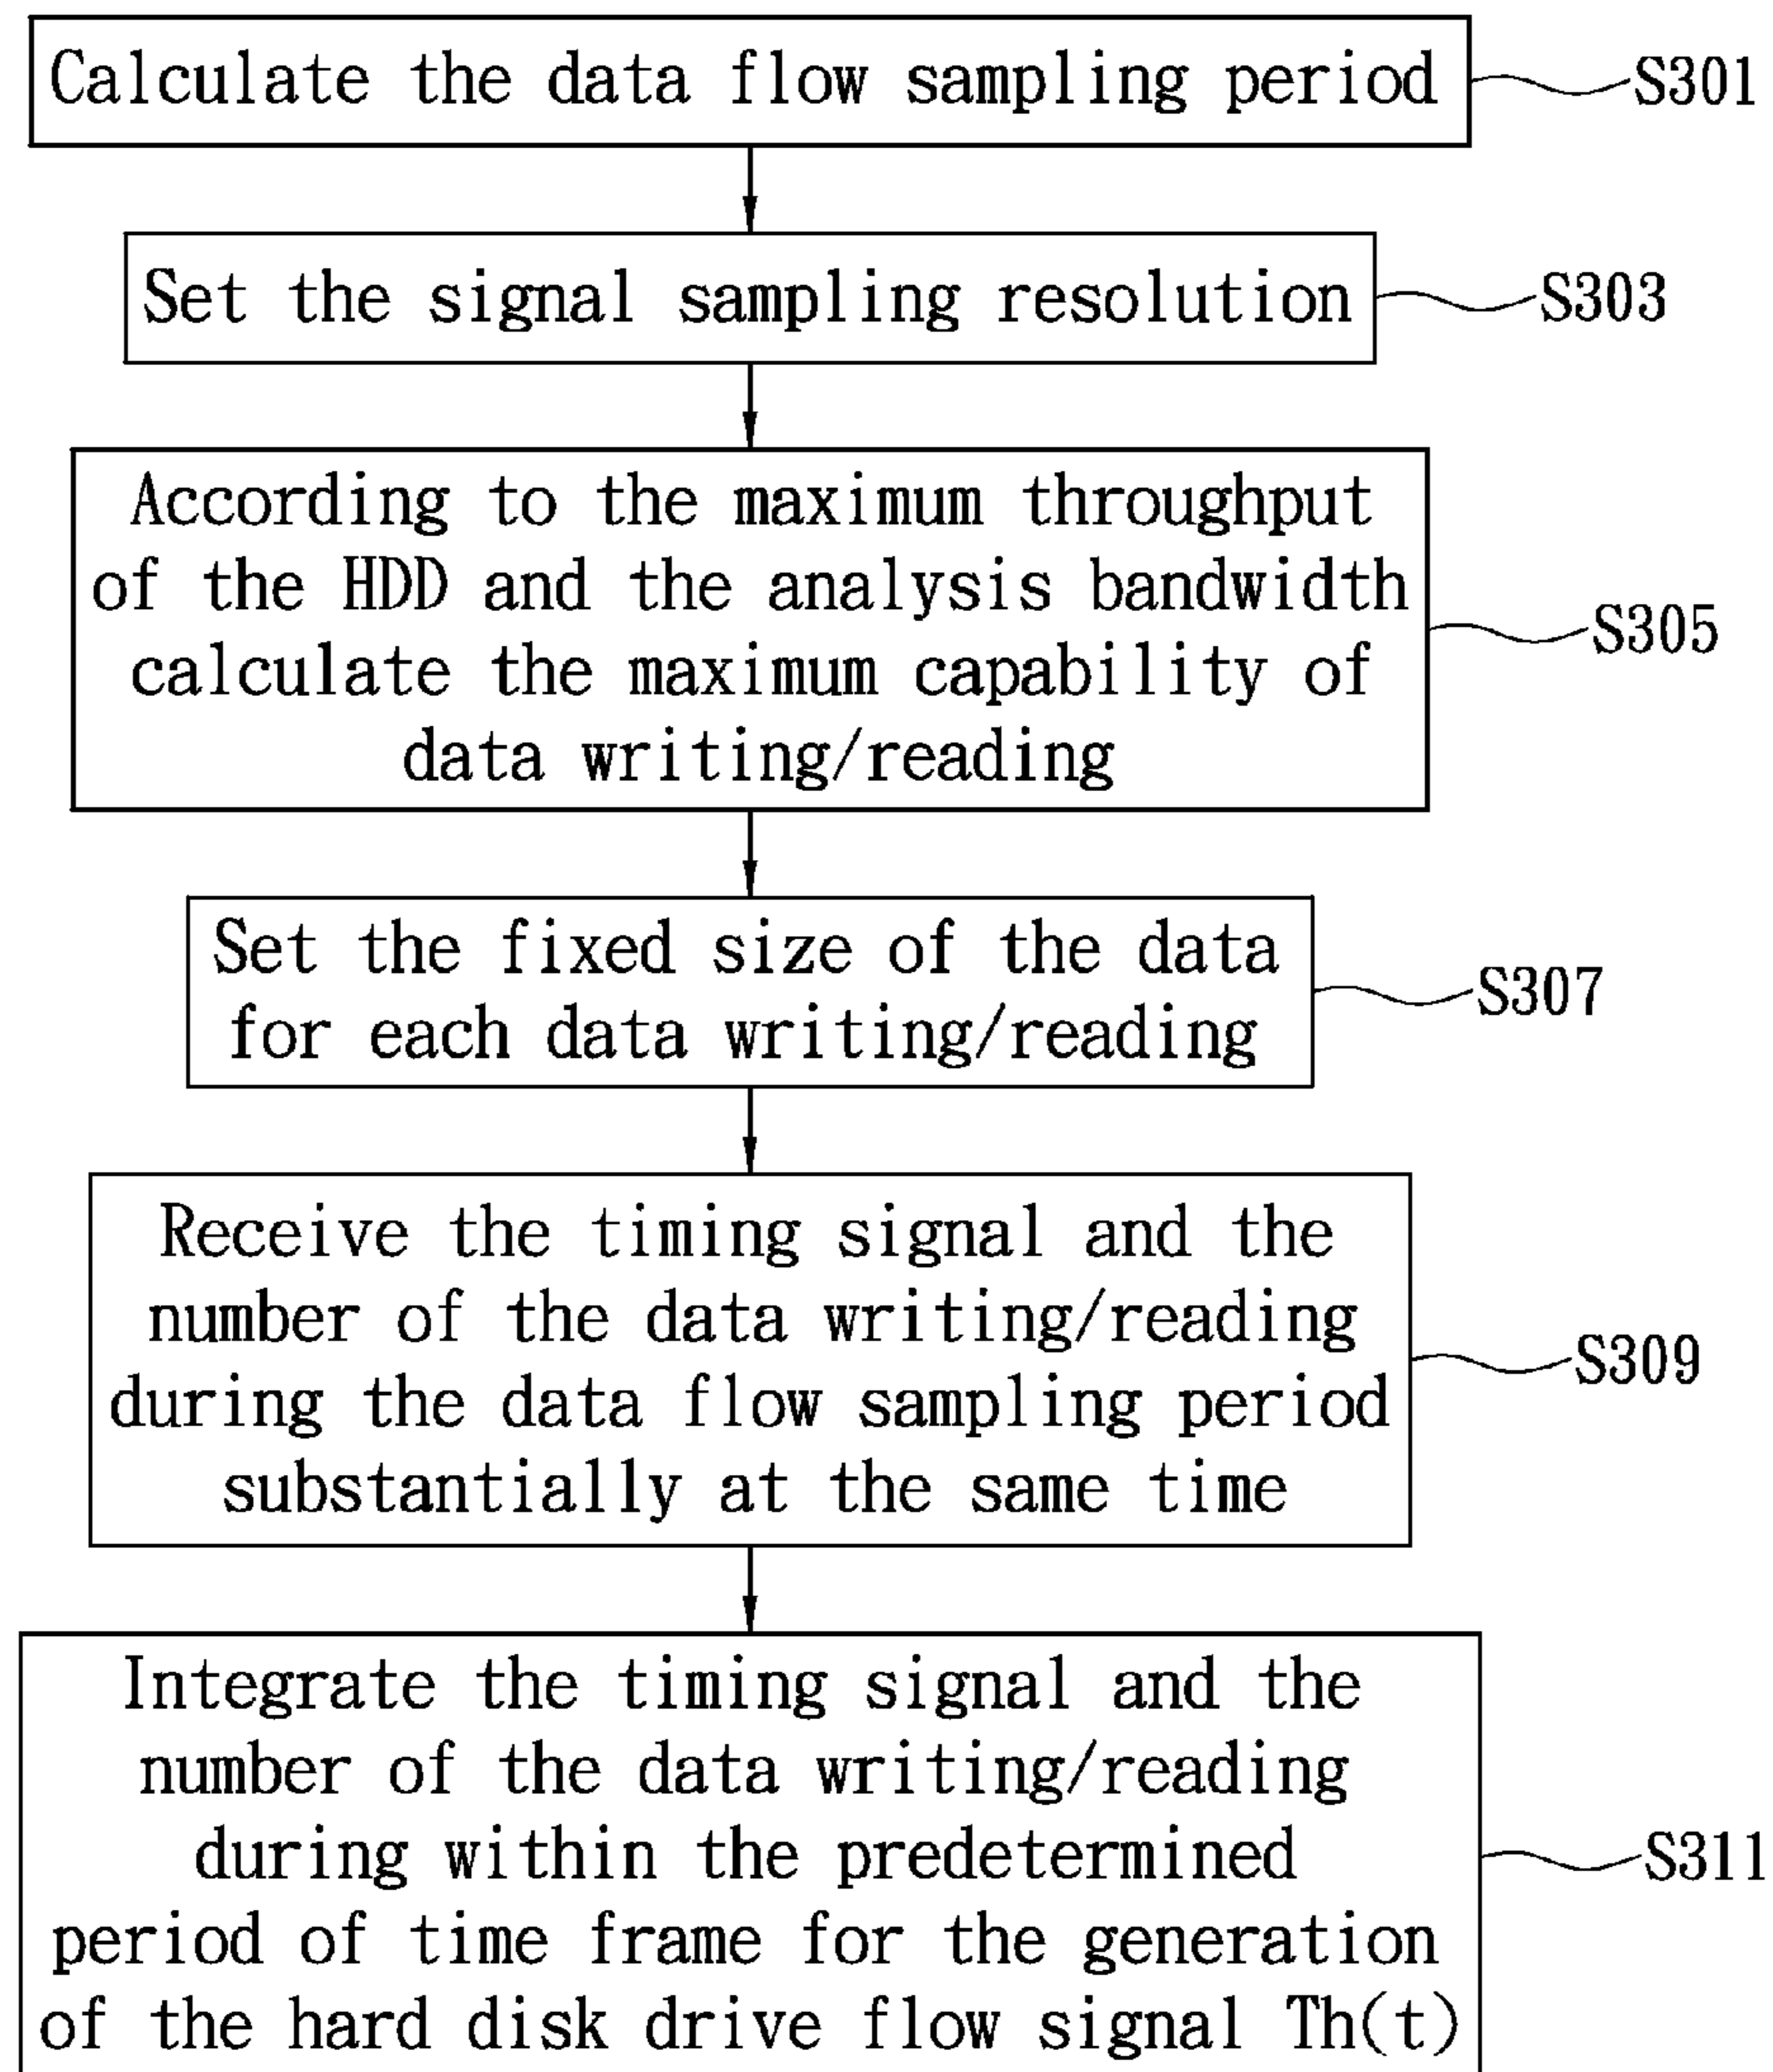 Calculate the data flow sampling period
S301
Set the signal sampling resolution
S303
According to the maximum throughput
of the HDD and the analysis bandwidth
calculate the maximum capability of
data writing/reading
S305
Set the fixed size of the data
for each data writing/reading
S307
Receive the timing signal and the
number of the data writing/reading
during the data flow sampling period
substantially at the same time
S309
Integrate the timing signal and the
number of the data writing/reading
during within the predetermined
period of time frame for the generation
of the hard disk drive flow signal Th(t)
S311